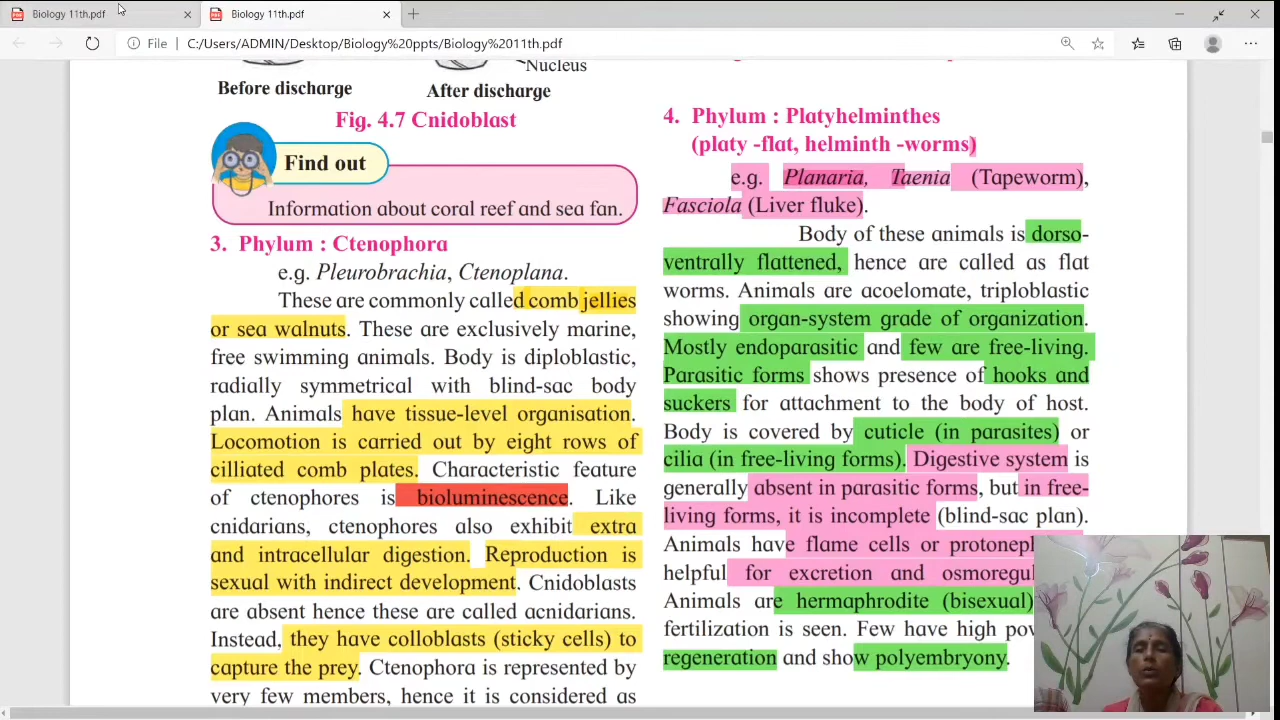 Biology 11th.pdf
Biology 11th.pdf
File
C:/Users/ADMIN/Desktop/Biology%20ppts/Biology%2011th.pdf
Nucleus
Before discharge
After discharge
Fig. 4.7 Cnidoblast
Find out
Information about coral reef and sea fan.
3. Phylum : Ctenophora
e.g. Pleurobrachia, Ctenoplana.
These are commonly called comb jellies
or sea walnuts. These are exclusively marine,
free swimming animals. Body is diploblastic,
radially symmetrical with blind-sac body
plan. Animals have tissue-level organisation.
Locomotion is carried out by eight rows of
cilliated comb plates. Characteristic feature
of ctenophores is bioluminescence. Like
cnidarians, ctenophores also exhibit extra
and intracellular digestion. Reproduction is
sexual with indirect development. Cnidoblasts
are absent hence these are called acnidarians.
Instead, they have colloblasts (sticky cells) to
capture the prey. Ctenophora is represented by
very few members, hence it is considered as
4. Phylum : Platyhelminthes
(platy -flat, helminth -worms)
e.g. Planaria, Taenia (Tapeworm),
Fasciola (Liver fluke).
Body of these animals is dorso-
ventrally flattened, hence are called as flat
worms. Animals are acoelomate, triploblastic
showing organ-system grade of organization.
Mostly endoparasitic and few are free-living.
Parasitic forms shows presence of hooks and
suckers for attachment to the body of host.
Body is covered by cuticle (in parasites) or
cilia (in free-living forms). Digestive system is
generally absent in parasitic forms, but in free-
living forms, it is incomplete (blind-sac plan).
Animals have flame cells or protonep
helpful for excretion and osmoregu
Animals are hermaphrodite (bisexual)
fertilization is seen. Few have high pow
regeneration and show polyembryony.